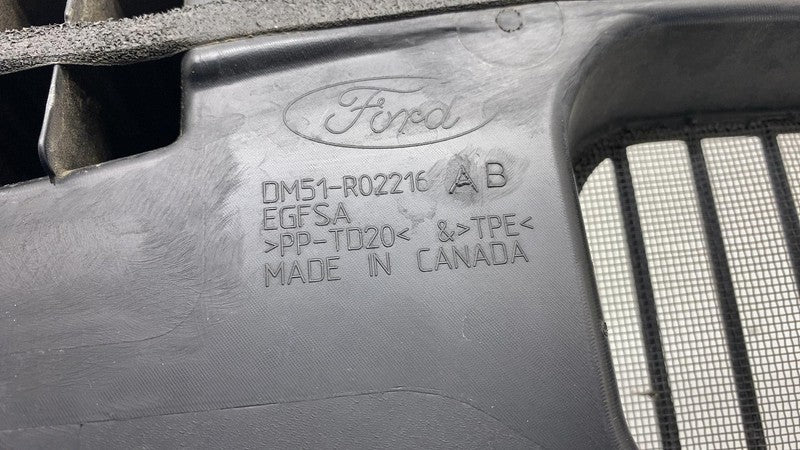 Ford
DM51-R02216 AB
EGFSA
>PP-TD20< &>TPE<
MADE IN CANADA